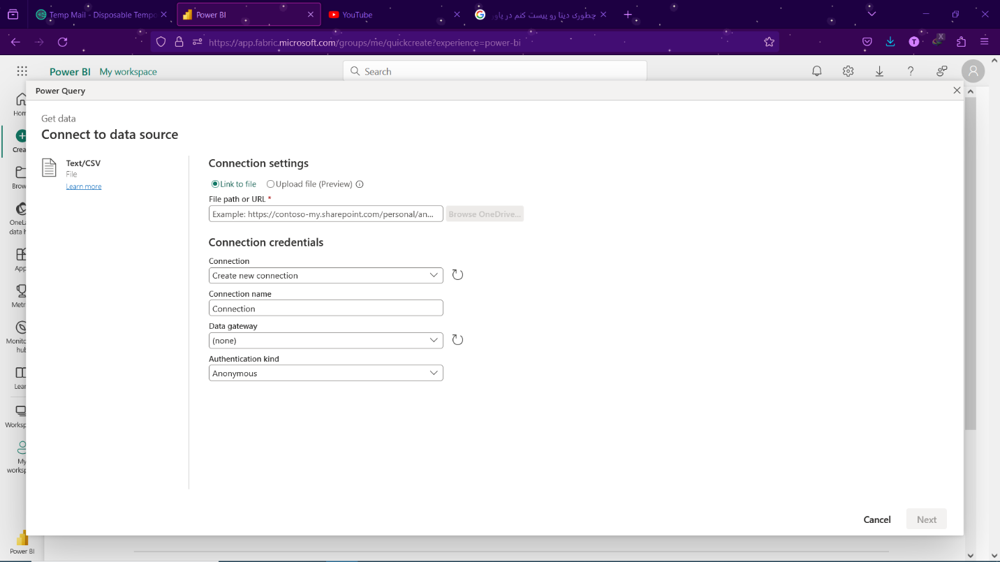 Temp Mail - Disposable Tempo
Power BI
YouTube
چطوری دیتا رو پیست کنم در پاور
https://app.fabric.microsoft.com/groups/me/quickcreate?experience=power-bi
T
X
Power BI
My workspace
Search
Power Query
Hom
Crea
Brow
OneLa
data h
App
Metri
Monito
hub
Lear
Worksp
My
worksp
Power BI
Get data
Connect to data source
Text/CSV
File
Learn more
Connection settings
Link to file
Upload file (Preview)
File path or URL *
Example: https://contoso-my.sharepoint.com/personal/an...
Browse OneDrive...
Connection credentials
Connection
Create new connection
Connection name
Connection
Data gateway
(none)
Authentication kind
Anonymous
Cancel
Next